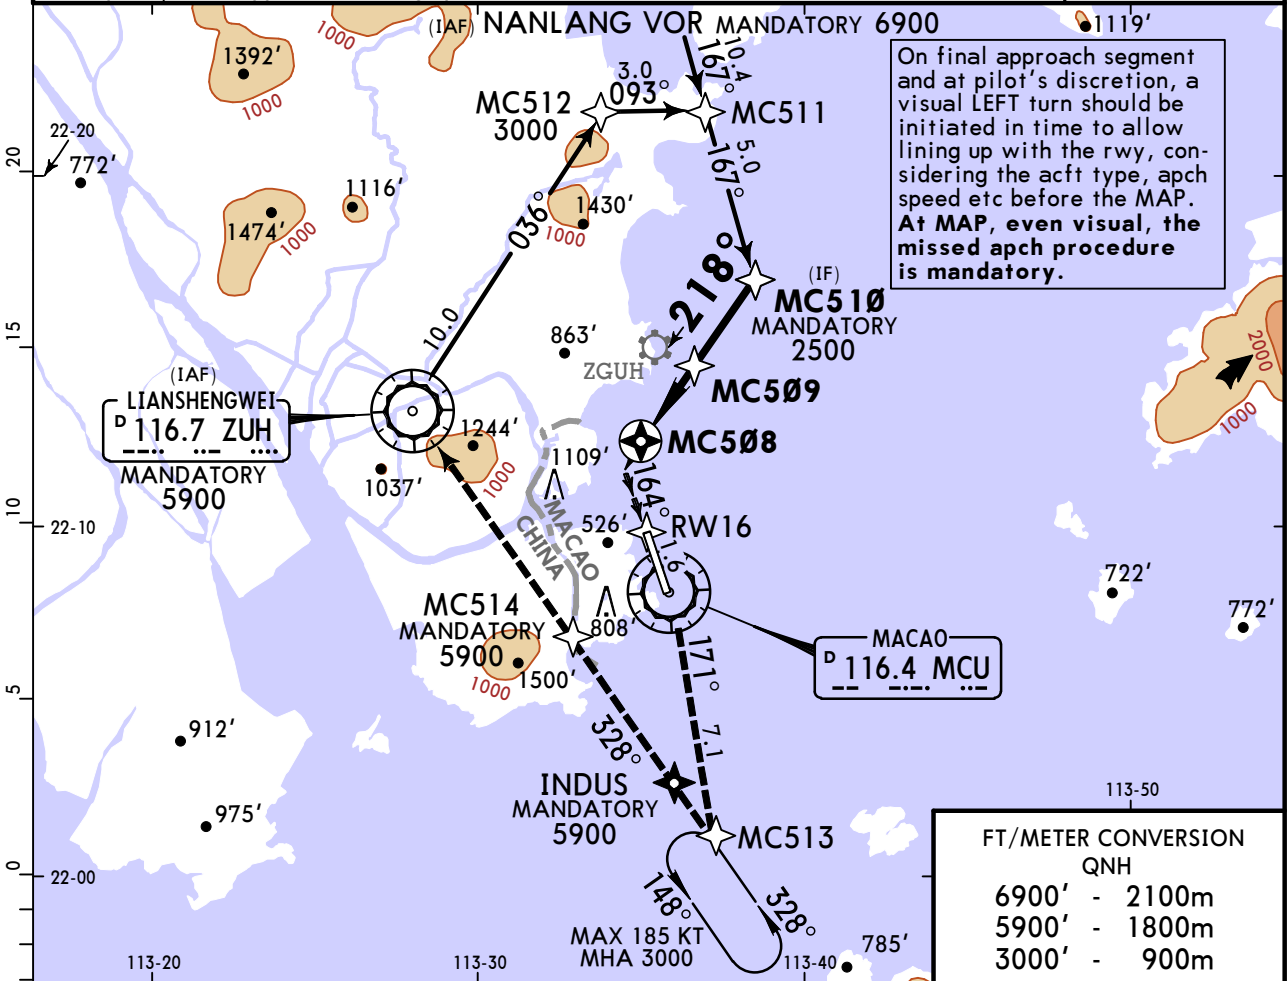 (IAF) NANLANG VOR MANDATORY 6900
1119'
1000
1392'
1000
10.4
167°
On final approach segment
and at pilot's discretion, a
visual LEFT turn should be
initiated in time to allow
lining up with the rwy, con-
sidering the acft type, apch
speed etc before the MAP.
At MAP, even visual, the
missed apch procedure
is mandatory.
3.0
093°
MC512
3000
MC511
22-20
20
772'
1116'
1474'
1000
5.0
167°
036°
1430'
1000
218°
(IF)
MC510
MANDATORY
2500
10.0
15
863'
ZGUH
2000
1000
MC509
(IAF)
LIANSHENGWEI
D 116.7 ZUH
MANDATORY
5900
1244'
1000
1037'
MC508
1109'
164°
10
22-10
526'
RW16
MACAO
CHINA
1.6
722'
772'
MC514
MANDATORY
5900
808'
1500'
1000
MACAO
D 116.4 MCU
171°
5
912'
328°
7.1
INDUS
MANDATORY
5900
113-50
975'
MC513
FT/METER CONVERSION
QNH
6900' - 2100m
5900' - 1800m
3000' - 900m
0
22-00
148°
328°
MAX 185 KT
MHA 3000
785'
113-20
113-30
113-40